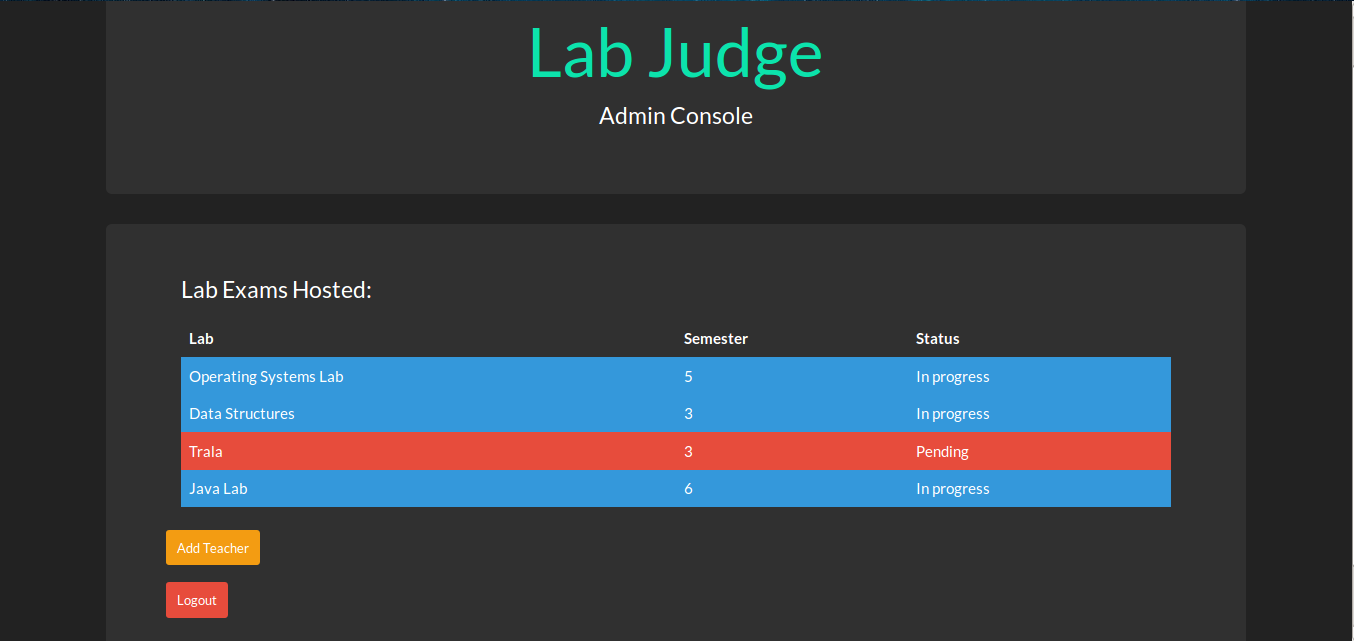 Lab Judge
Admin Console
Lab Exams Hosted:
Lab Semester Status
Operating Systems Lab 5 In progress
Data Structures 3 In progress
Trala 3 Pending
Java Lab 6 In progress
Add Teacher
Logout